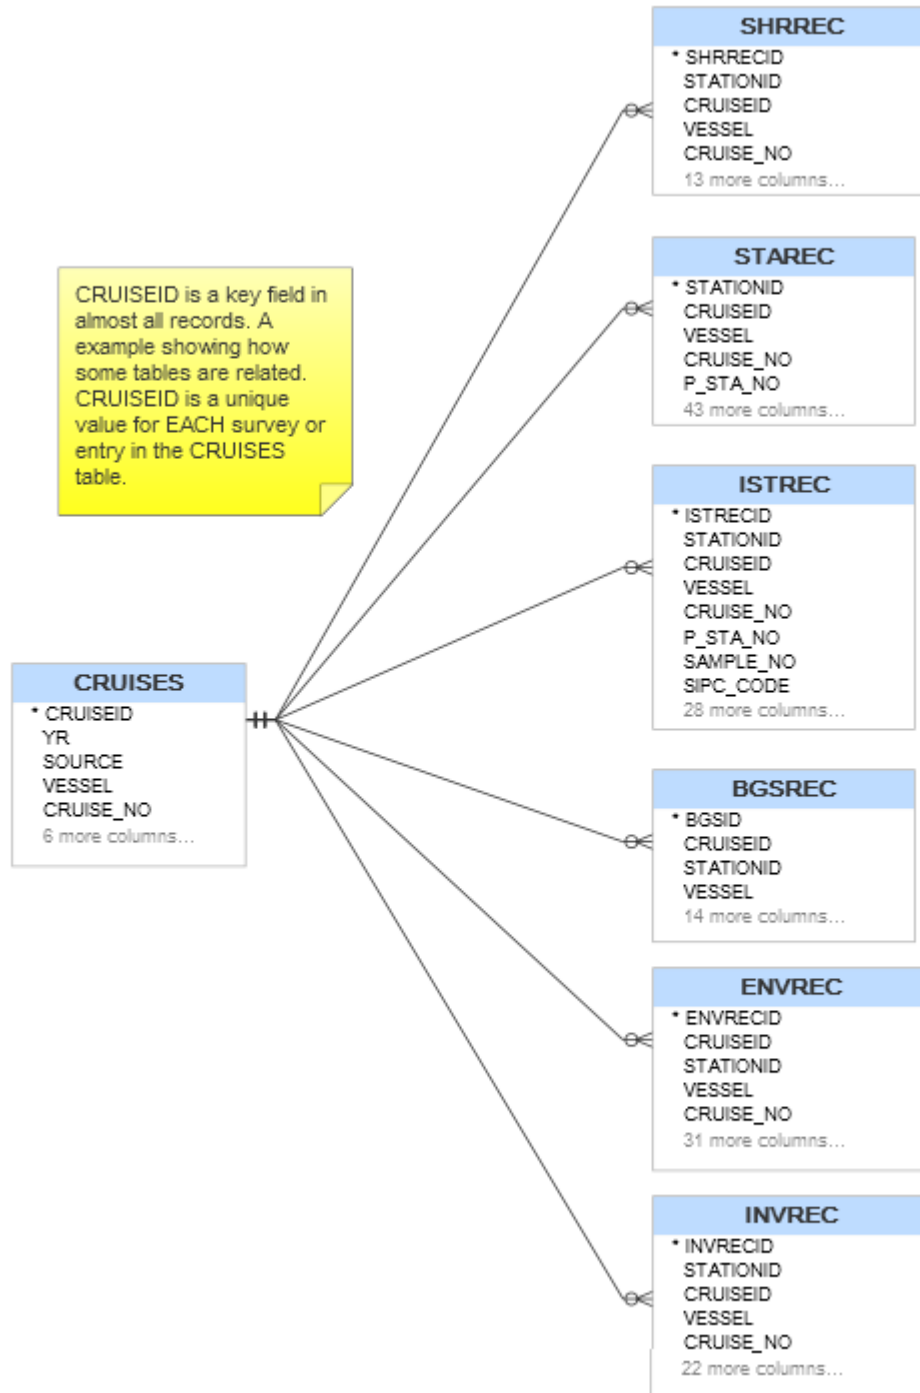 SHRREC
* SHRRECID
STATIONID
CRUISEID
VESSEL
CRUISE_NO
13 more columns...
STAREC
* STATIONID
CRUISEID
VESSEL
CRUISE_NO
P_STA_NO
43 more columns...
CRUISEID is a key field in
almost all records. A
example showing how
some tables are related.
CRUISEID is a unique
value for EACH survey or
entry in the CRUISES
table.
ISTREC
* ISTRECID
STATIONID
CRUISEID
VESSEL
CRUISE_NO
P_STA_NO
SAMPLE_NO
SIPC_CODE
28 more columns...
CRUISES
* CRUISEID
YR
SOURCE
VESSEL
CRUISE_NO
6 more columns...
BGSREC
* BGSID
CRUISEID
STATIONID
VESSEL
14 more columns...
ENVREC
* ENVRECID
CRUISEID
STATIONID
VESSEL
CRUISE_NO
31 more columns...
INVREC
* INVRECID
STATIONID
CRUISEID
VESSEL
CRUISE_NO
22 more columns...